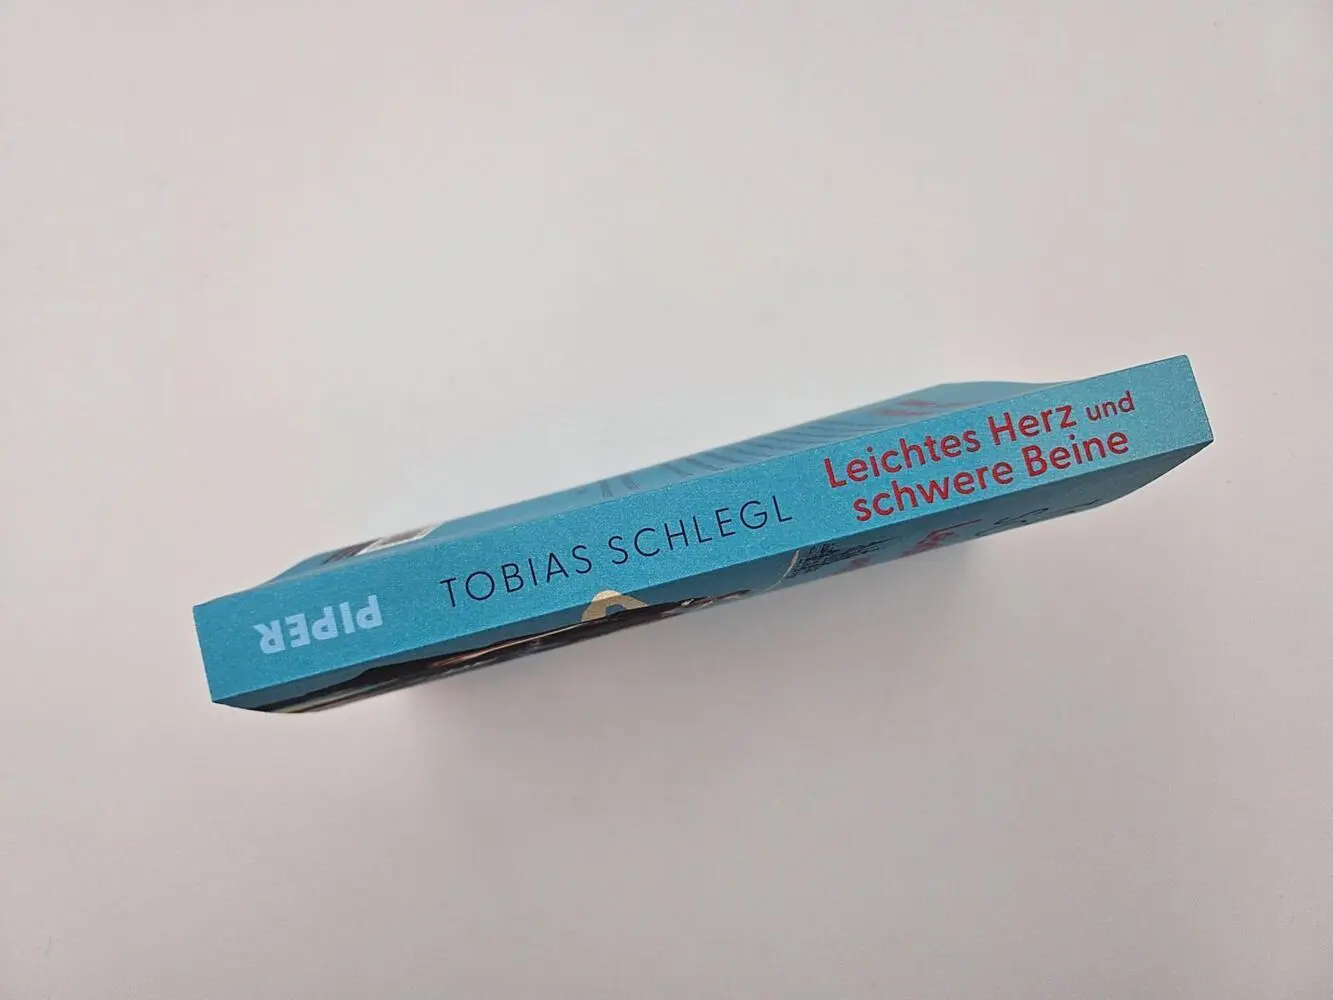 PIPER
TOBIAS SCHLEGL
Leichtes Herz und
schwere Beine